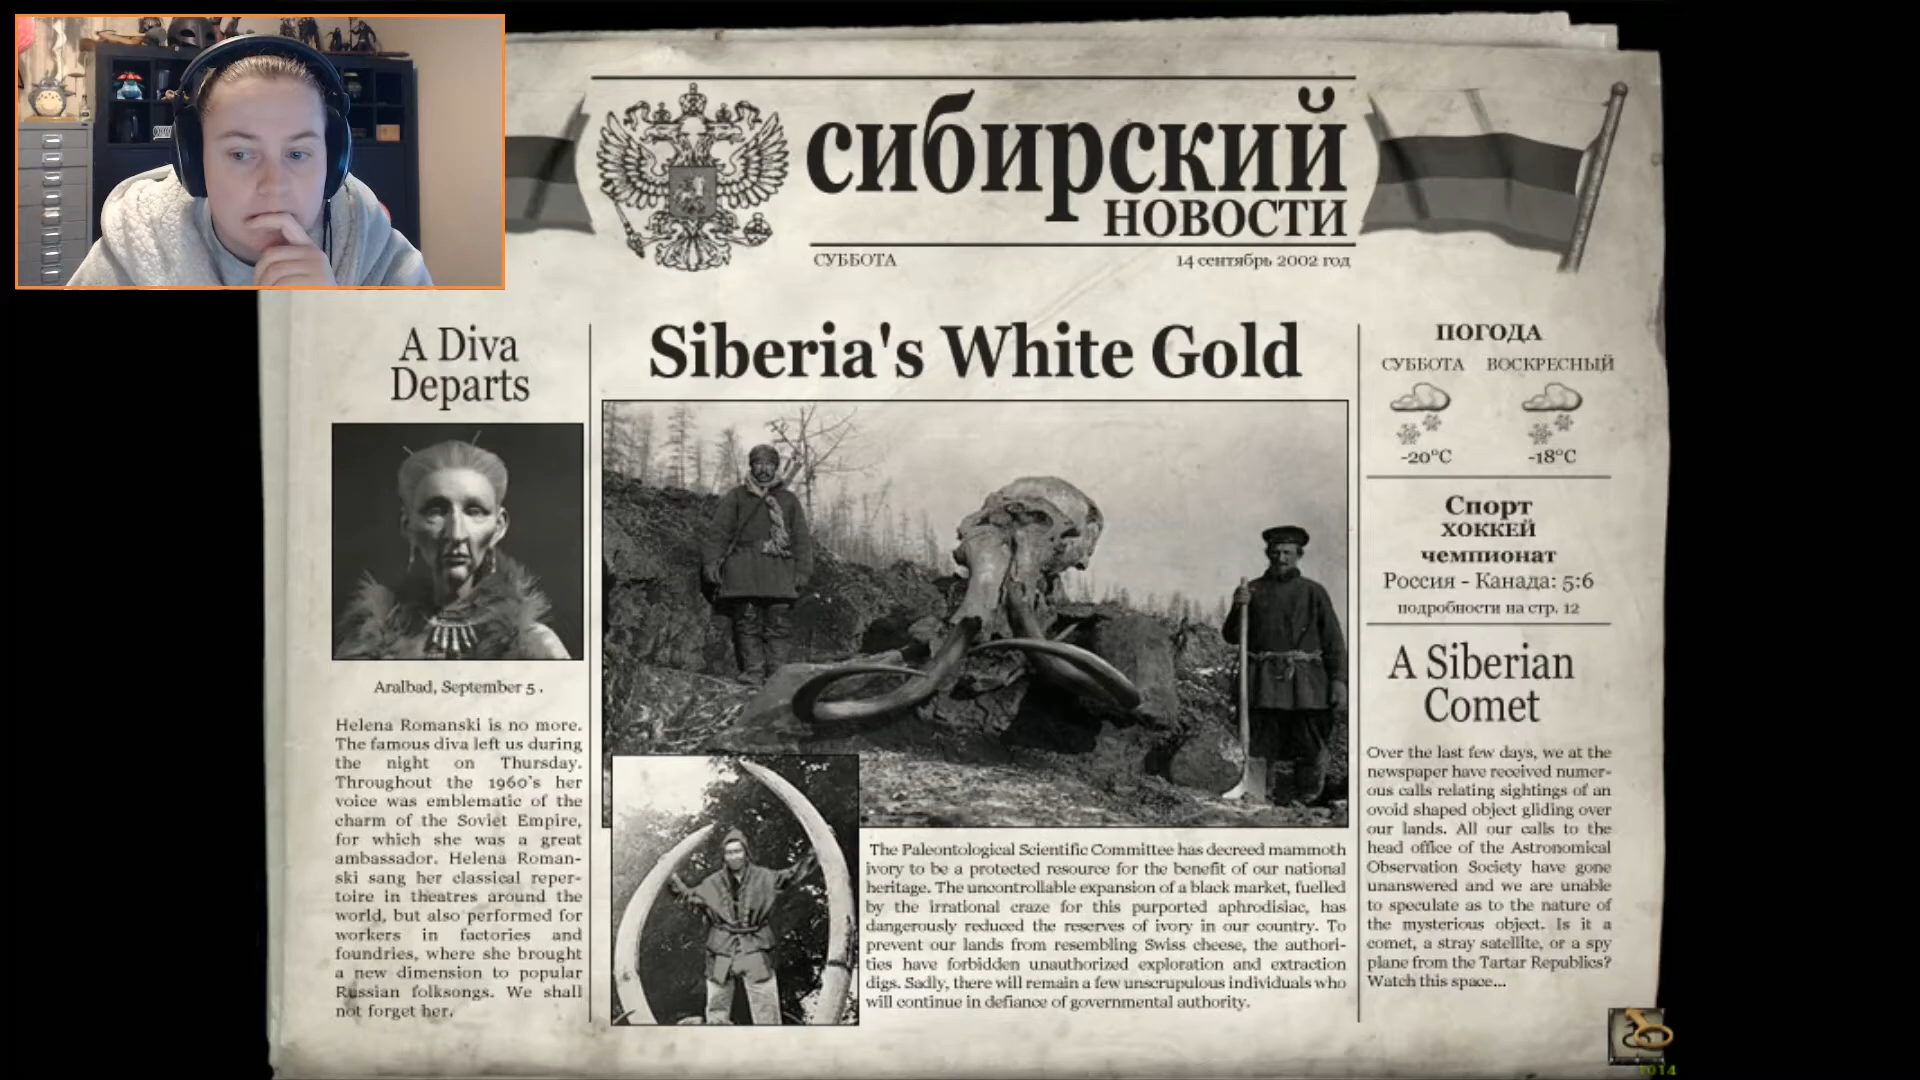 сибирский
НОВОСТИ
СУББОТА
14 сентябрь 2002 год
A Diva
Departs
Aralbad, September 5 .
Helena Romanski is no more.
The famous diva left us during
the night on Thursday.
Throughout the 1960's her
voice was emblematic of the
charm of the Soviet Empire,
for which she was a great
ambassador. Helena Roman-
ski sang her classical reper-
toire in theatres around the
world, but also performed for
workers in factories and
foundries, where she brought
a new dimension to popular
Russian folksongs. We shall
not forget her.
Siberia's White Gold
The Paleontological Scientific Committee has decreed mammoth
ivory to be a protected resource for the benefit of our national
heritage. The uncontrollable expansion of a black market, fuelled
by the irrational craze for this purported aphrodisiac, has
dangerously reduced the reserves of ivory in our country. To
prevent our lands from resembling Swiss cheese, the authori-
ties have forbidden unauthorized exploration and extraction
digs. Sadly, there will remain a few unscrupulous individuals who
will continue in defiance of governmental authority.
ПОГОДА
СУББОТА ВОСКРЕСНЫЙ
-20°C -18°C
Спорт
ХОККЕЙ
чемпионат
Россия - Канада: 5:6
подробности на стр. 12
A Siberian
Comet
Over the last few days, we at the
newspaper have received numer-
ous calls relating sightings of an
ovoid shaped object gliding over
our lands. All our calls to the
head office of the Astronomical
Observation Society have gone
unanswered and we are unable
to speculate as to the nature of
the mysterious object. Is it a
comet, a stray satellite, or a spy
plane from the Tartar Republics?
Watch this space...
1014